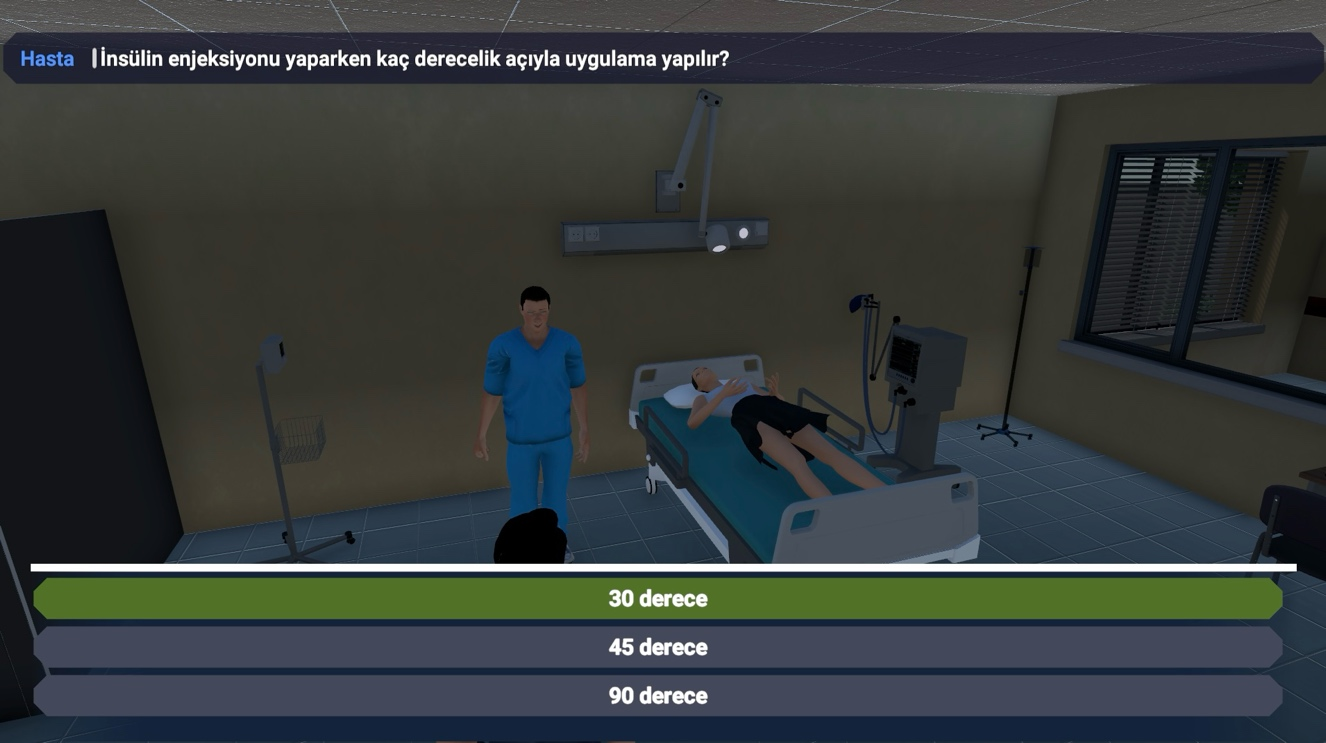 Hasta İnsülin enjeksiyonu yaparken kaç derecelik açıyla uygulama yapılır?
30 derece
45 derece
90 derece